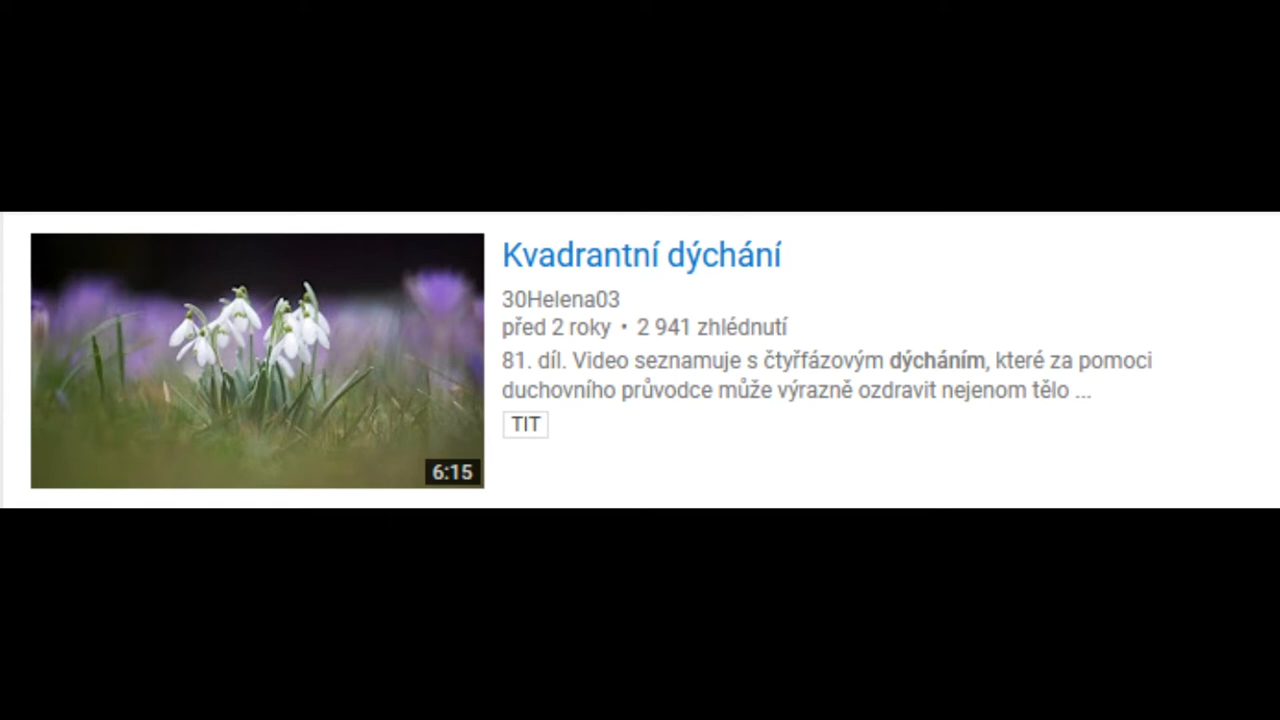 Kvadrantní dýchání
30Helena03
před 2 roky • 2 941 zhlédnutí
81. díl. Video seznamuje s čtyřfázovým dýcháním, které za pomoci
duchovního průvodce může výrazně ozdravit nejenom tělo ...
TIT
6:15